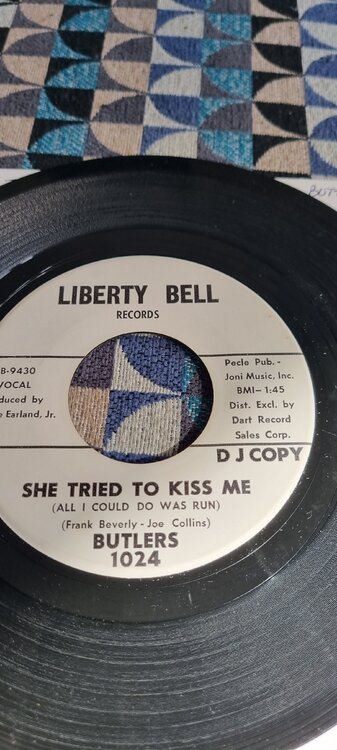 LIBERTY BELL
RECORDS
B-9430
VOCAL
duced by
e Earland, Jr.
Pecle Pub. -
Joni Music, Inc.
BMI- 1:45
Dist. Excl. by
Dart Record
Sales Corp.
D J COPY
SHE TRIED TO KISS ME
(ALL I COULD DO WAS RUN)
(Frank Beverly - Joe Collins)
BUTLERS
1024